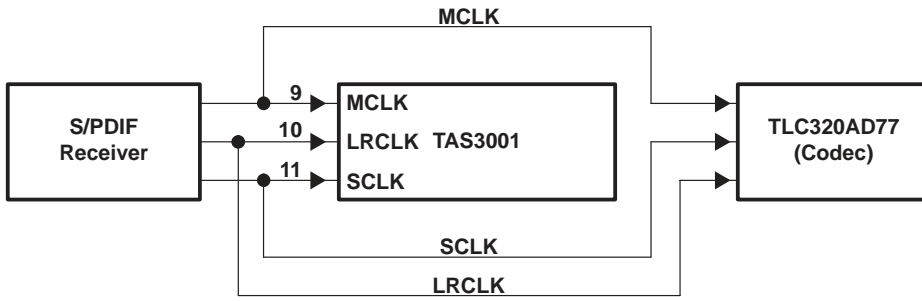 MCLK
S/PDIF
Receiver
9
10
11
MCLK
LRCLK TAS3001
SCLK
TLC320AD77
(Codec)
SCLK
LRCLK